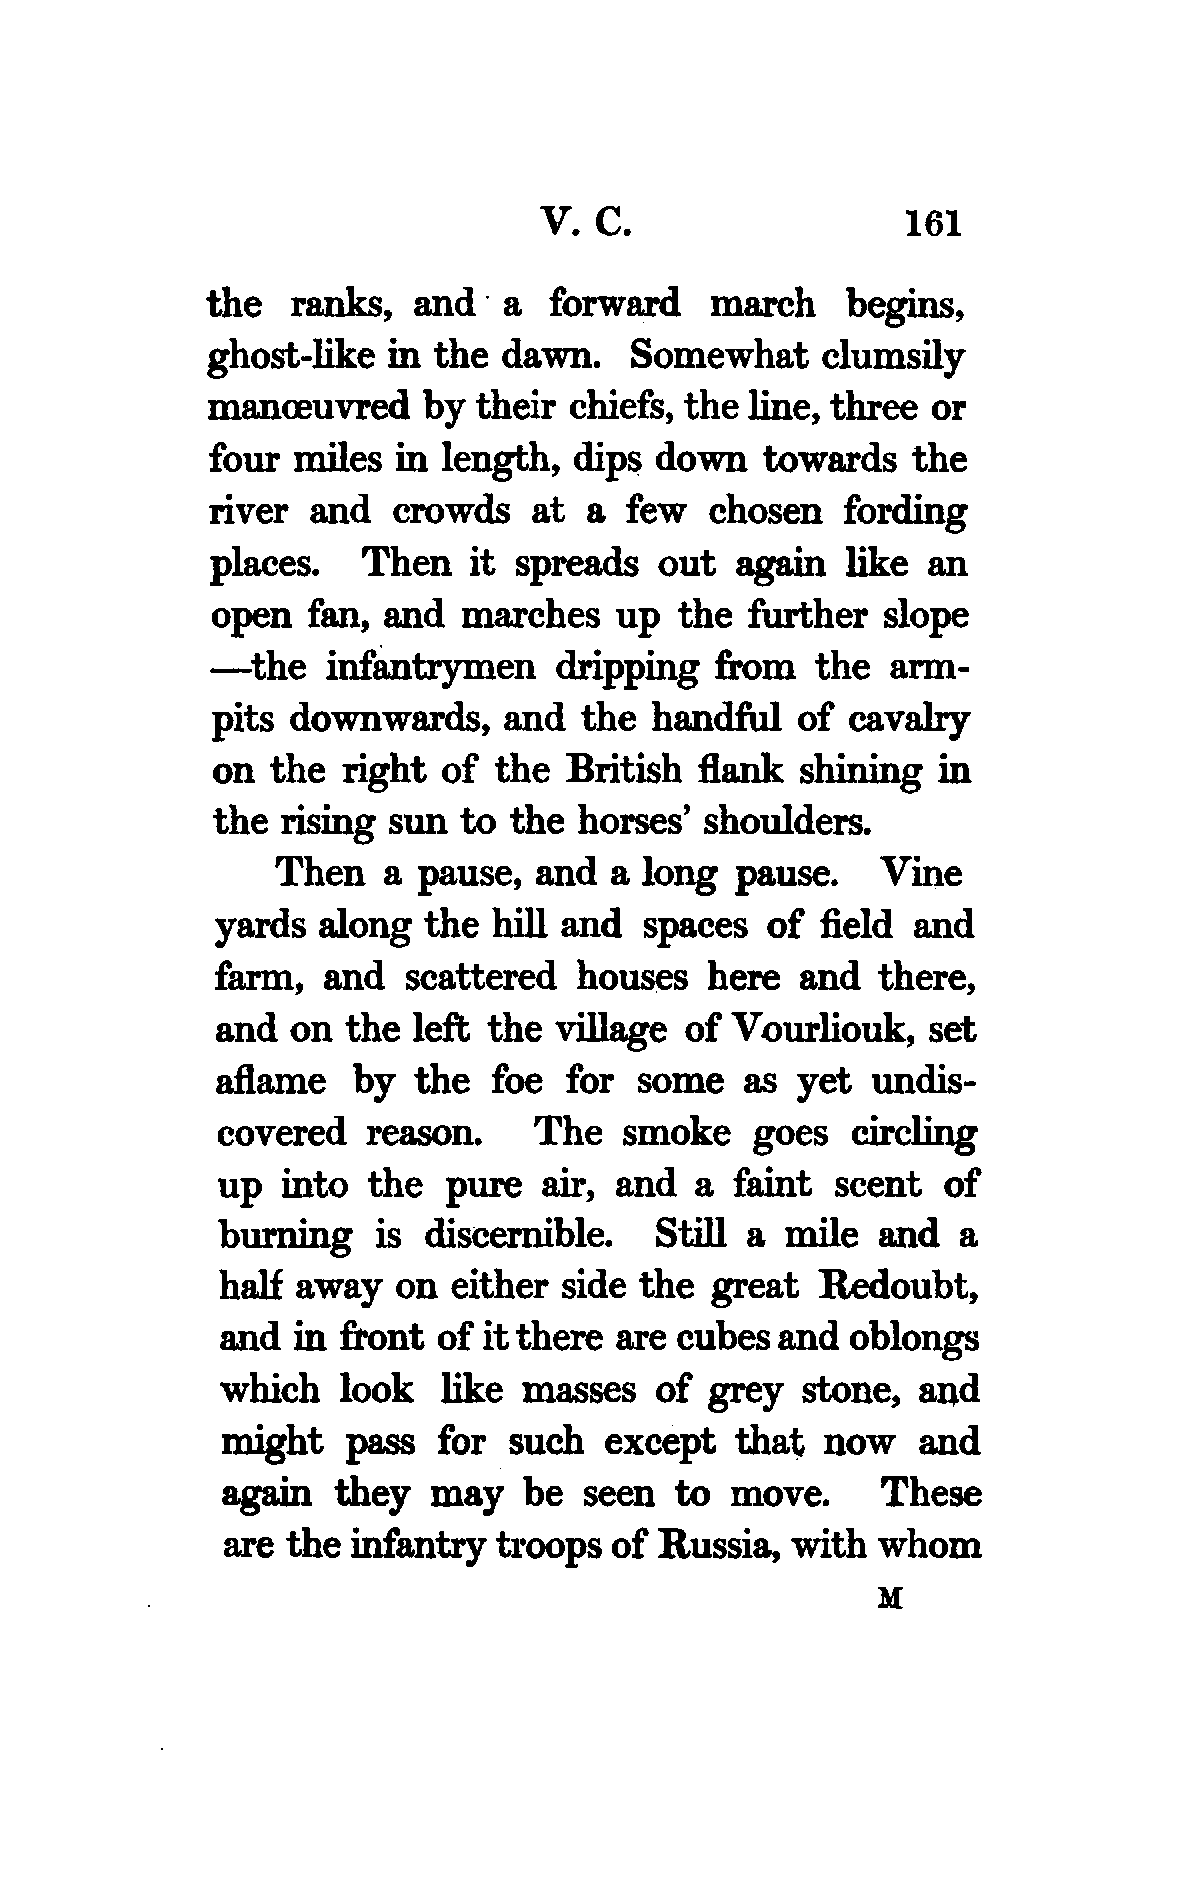 V. C. 161
the ranks, and a forward march begins,
ghost-like in the dawn. Somewhat clumsily
manœuvred by their chiefs, the line, three or
four miles in length, dips down towards the
river and crowds at a few chosen fording
places. Then it spreads out again like an
open fan, and marches up the further slope
—the infantrymen dripping from the arm-
pits downwards, and the handful of cavalry
on the right of the British flank shining in
the rising sun to the horses' shoulders.
Then a pause, and a long pause. Vine
yards along the hill and spaces of field and
farm, and scattered houses here and there,
and on the left the village of Vourliouk, set
aflame by the foe for some as yet undis-
covered reason. The smoke goes circling
up into the pure air, and a faint scent of
burning is discernible. Still a mile and a
half away on either side the great Redoubt,
and in front of it there are cubes and oblongs
which look like masses of grey stone, and
might pass for such except that now and
again they may be seen to move. These
are the infantry troops of Russia, with whom
M